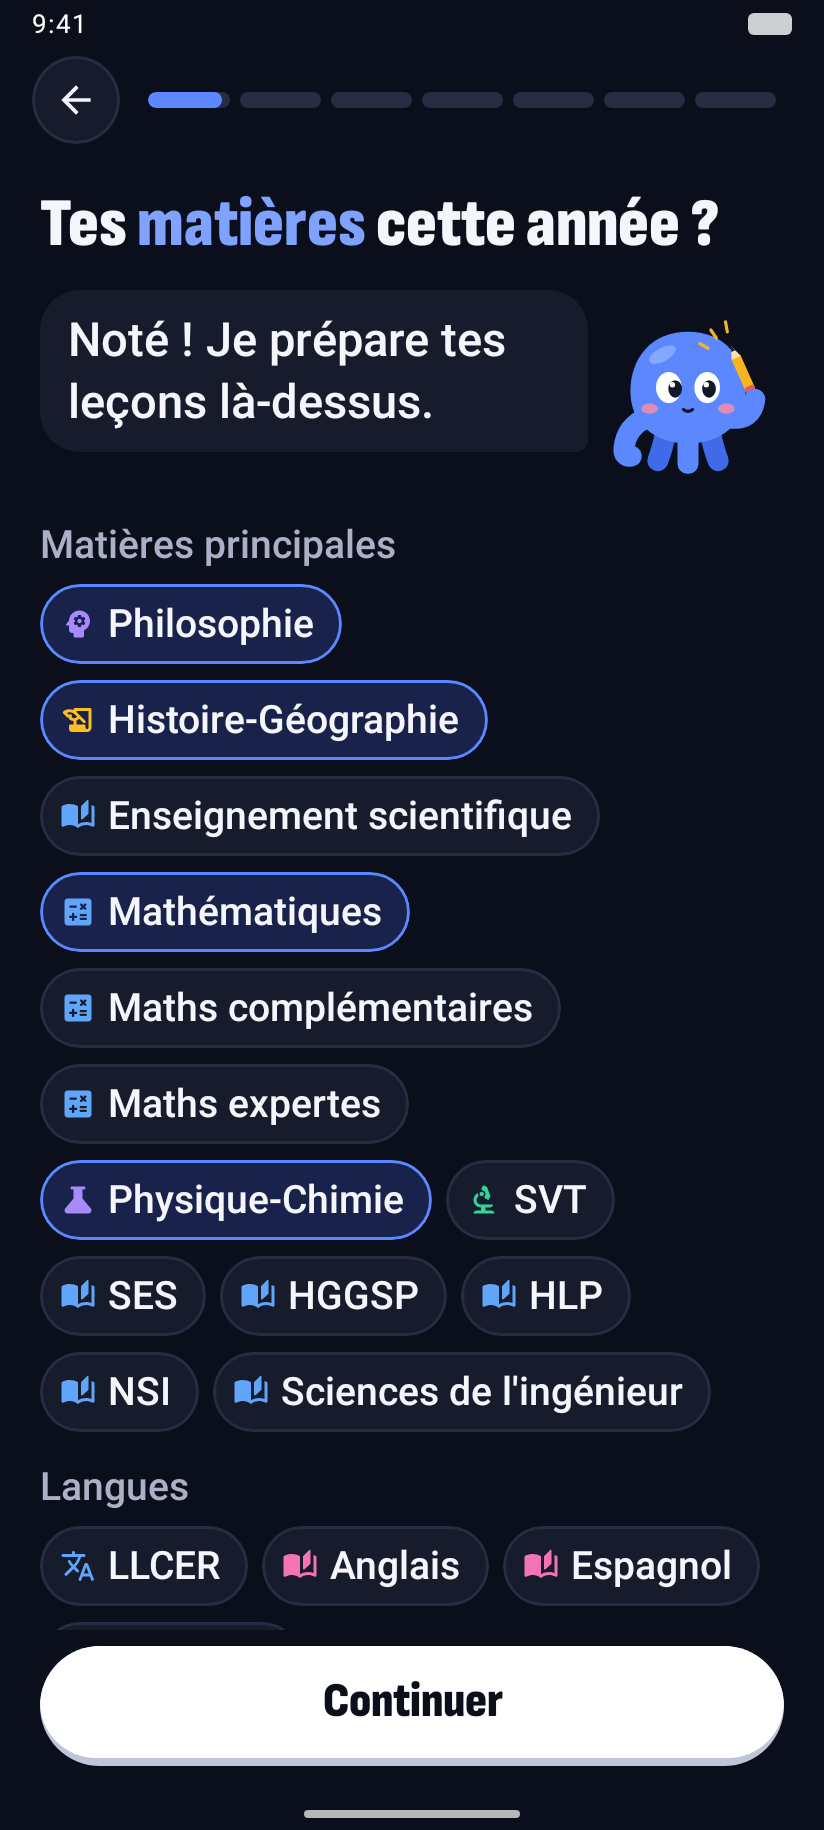 9:41
Tes matières cette année ?
Noté ! Je prépare tes
leçons là-dessus.
Matières principales
Philosophie
Histoire-Géographie
Enseignement scientifique
Mathématiques
Maths complémentaires
Maths expertes
Physique-Chimie SVT
SES HGGSP HLP
NSI Sciences de l'ingénieur
Langues
LLCER Anglais Espagnol
Continuer